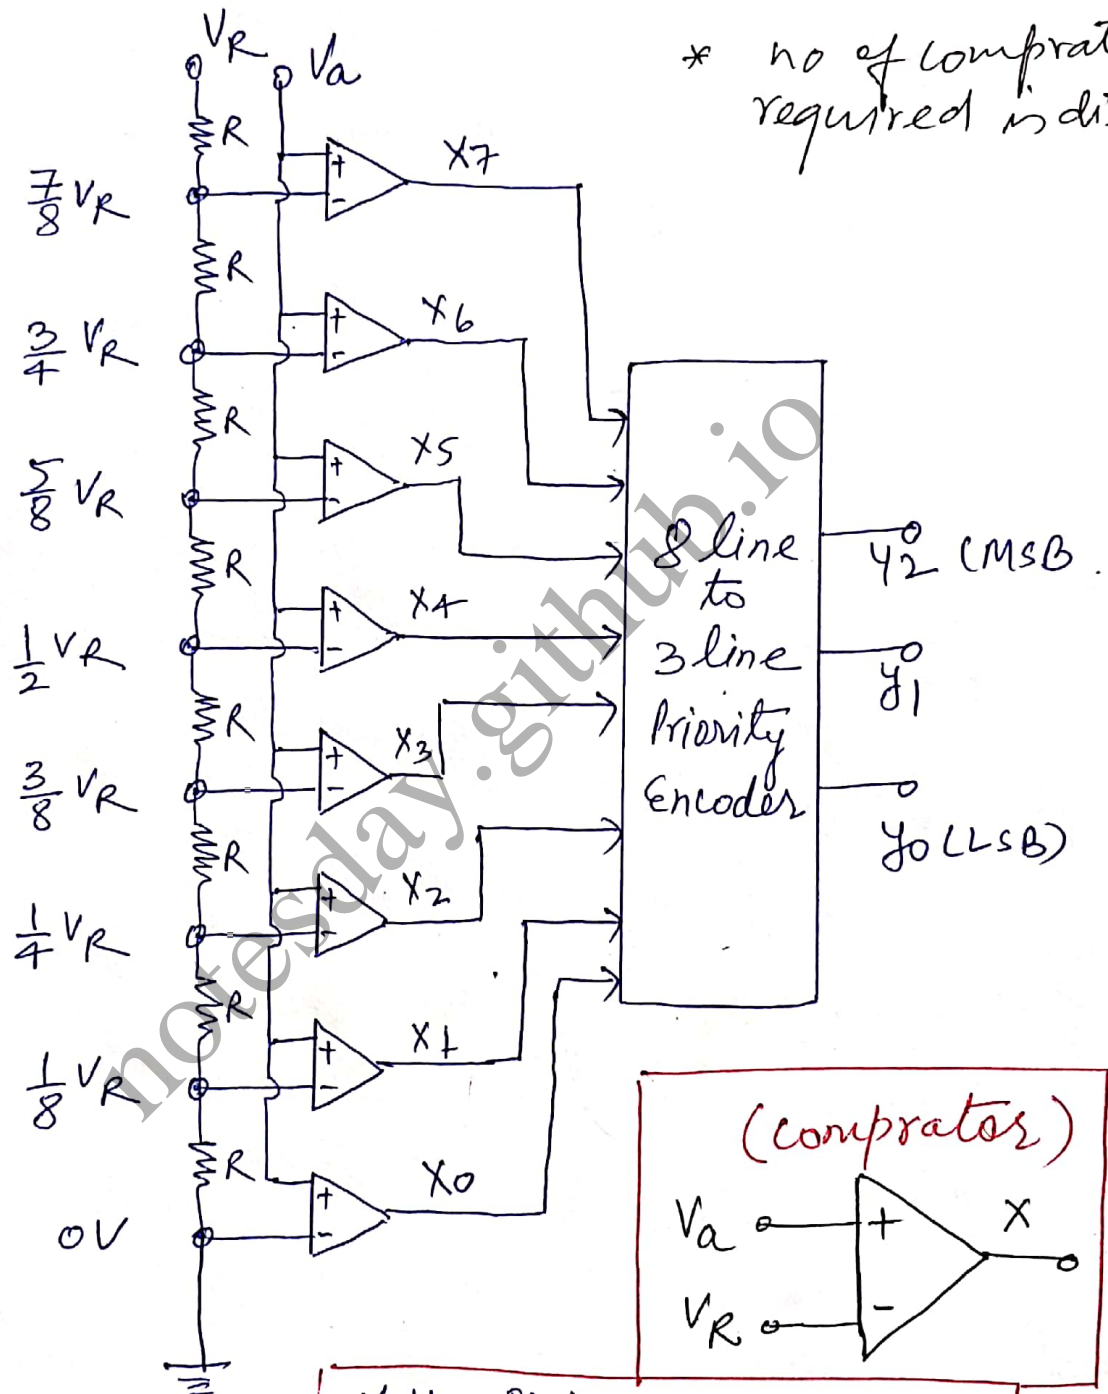 VR
Va
* no of comprat
required is dis
R
+
-
X7
7/8 VR
R
+
-
X6
3/4 VR
R
+
-
X5
5/8 VR
R
+
-
X4
1/2 VR
R
+
-
X3
3/8 VR
R
+
-
X2
1/4 VR
R
+
-
X1
1/8 VR
R
+
-
X0
0V
8 line
to
3 line
Priority
Encoder
y2 (MSB
y1
y0 (LSB)
(comprator)
Va
+
X
VR
-
notesday.github.io